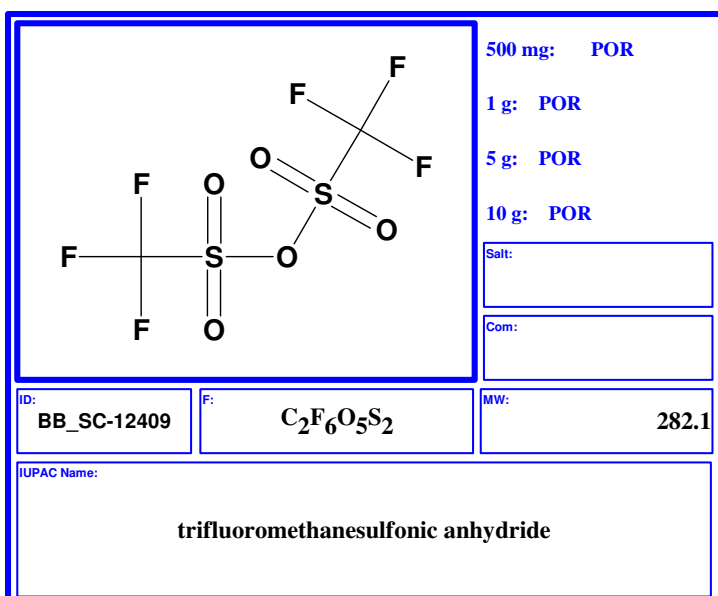 F
F
F
O
S
O
F
O
F
S
O
F
O
500 mg: POR
1 g: POR
5 g: POR
10 g: POR
Salt:
Com:
ID:
BB_SC-12409
F:
C2F6O5S2
MW:
282.1
IUPAC Name:
trifluoromethanesulfonic anhydride